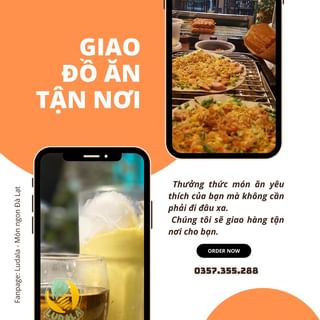 GIAO
ĐỒ ĂN
TẬN NƠI
Thưởng thức món ăn yêu
thích của bạn mà không cần
phải đi đâu xa.
Chúng tôi sẽ giao hàng tận
nơi cho bạn.
ORDER NOW
0357.355.288
Fanpage: Ludala - Món ngon Đà Lạt
LUDALA